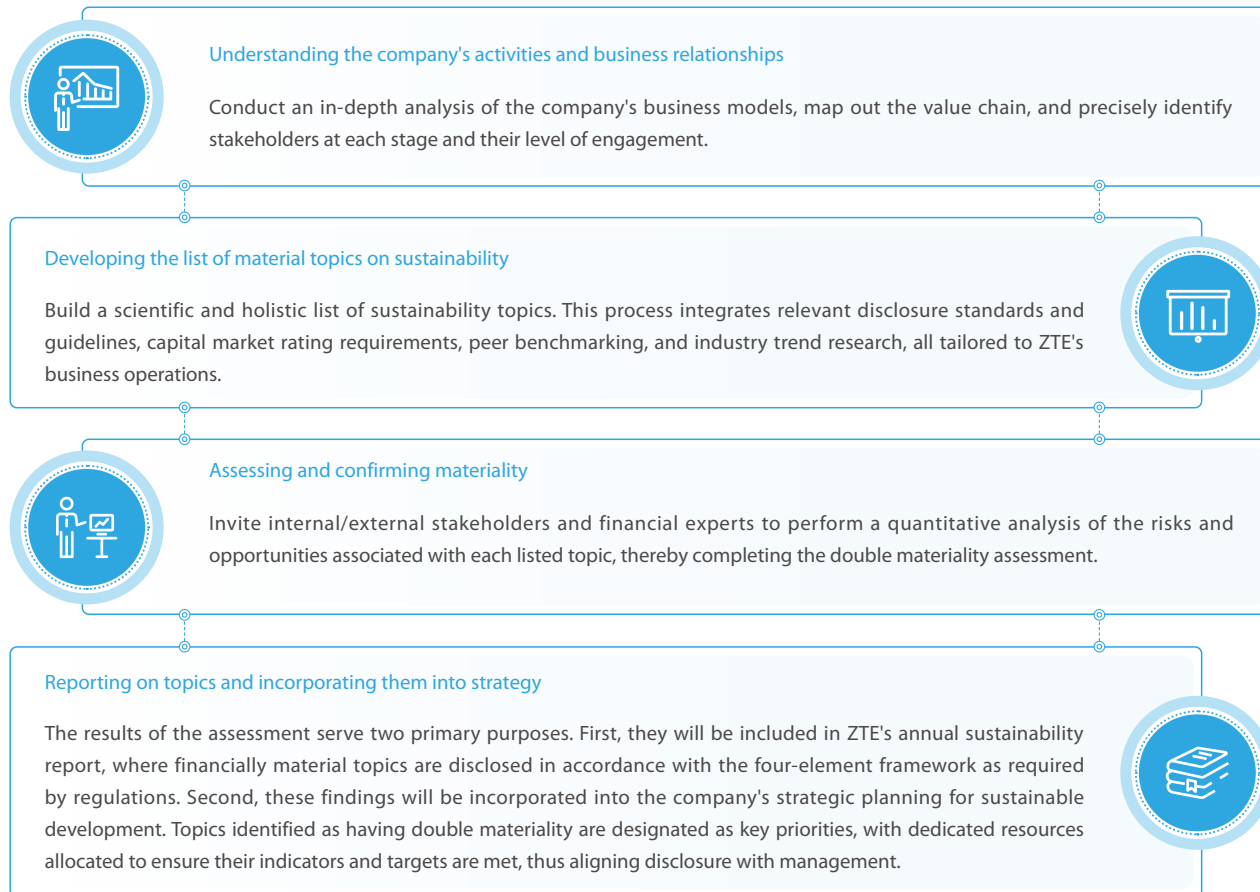 Understanding the company's activities and business relationships
Conduct an in-depth analysis of the company's business models, map out the value chain, and precisely identify
stakeholders at each stage and their level of engagement.
Developing the list of material topics on sustainability
Build a scientific and holistic list of sustainability topics. This process integrates relevant disclosure standards and
guidelines, capital market rating requirements, peer benchmarking, and industry trend research, all tailored to ZTE's
business operations.
Assessing and confirming materiality
Invite internal/external stakeholders and financial experts to perform a quantitative analysis of the risks and
opportunities associated with each listed topic, thereby completing the double materiality assessment.
Reporting on topics and incorporating them into strategy
The results of the assessment serve two primary purposes. First, they will be included in ZTE's annual sustainability
report, where financially material topics are disclosed in accordance with the four-element framework as required
by regulations. Second, these findings will be incorporated into the company's strategic planning for sustainable
development. Topics identified as having double materiality are designated as key priorities, with dedicated resources
allocated to ensure their indicators and targets are met, thus aligning disclosure with management.